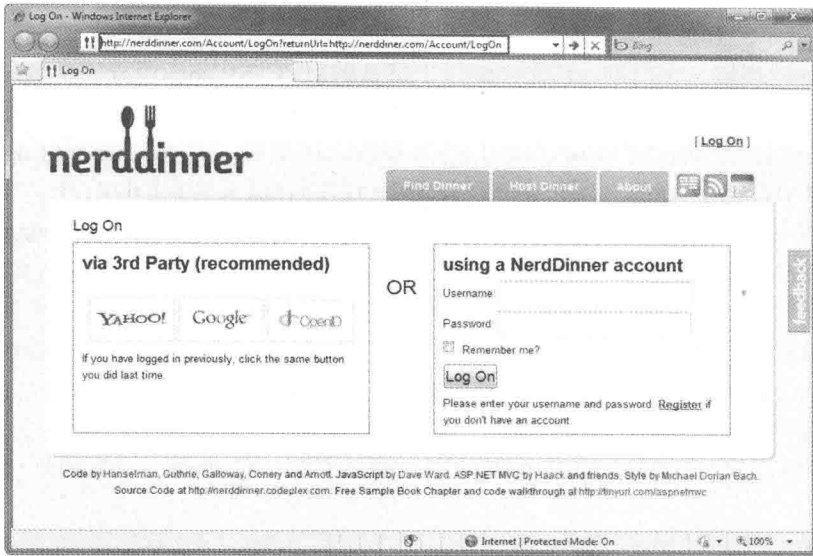 Log On - Windows Internet Explorer
http://nerddinner.com/Account/LogOn?returnUrl=http://nerddiner.com/Account/LogOn
Bing
Log On
nerddinner
[ Log On ]
Find Dinner
Host Dinner
About
Log On
via 3rd Party (recommended)
YAHOO!
Google
OpenID
If you have logged in previously, click the same button
you did last time.
OR
using a NerdDinner account
Username
Password
Remember me?
Log On
Please enter your username and password. Register if
you don't have an account.
feedback
Code by Hanselman, Guthrie, Galloway, Conery and Arnott. JavaScript by Dave Ward. ASP.NET MVC by Haack and friends. Style by Michael Dorian Bach.
Source Code at http://nerddinner.codeplex.com. Free Sample Book Chapter and code walkthrough at http://tinyurl.com/aspnetmvc
Internet | Protected Mode: On
100%